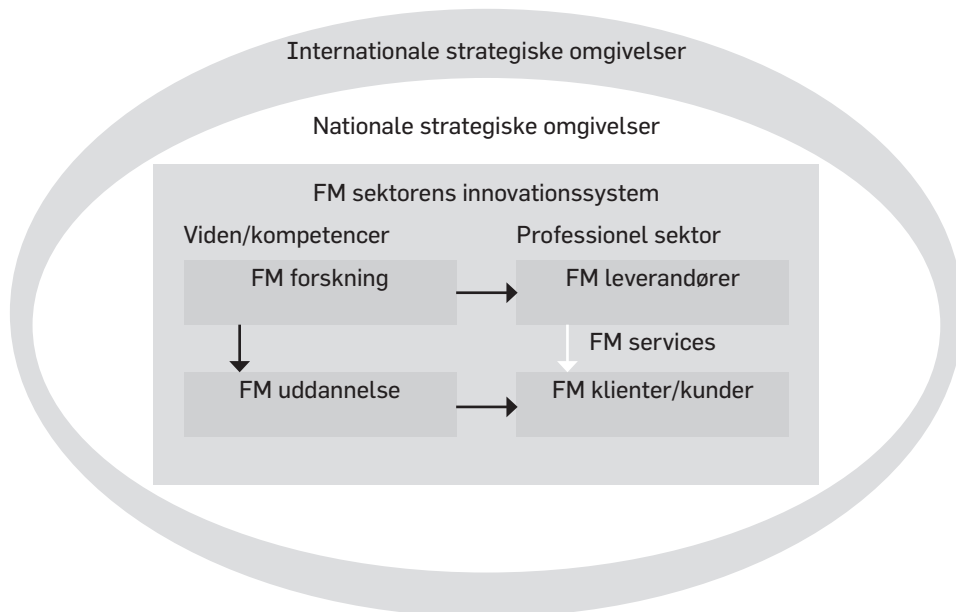 Internationale strategiske omgivelser
Nationale strategiske omgivelser
FM sektorens innovationssystem
Viden/kompetencer
Professionel sektor
FM forskning
FM leverandører
FM services
FM uddannelse
FM klienter/kunder